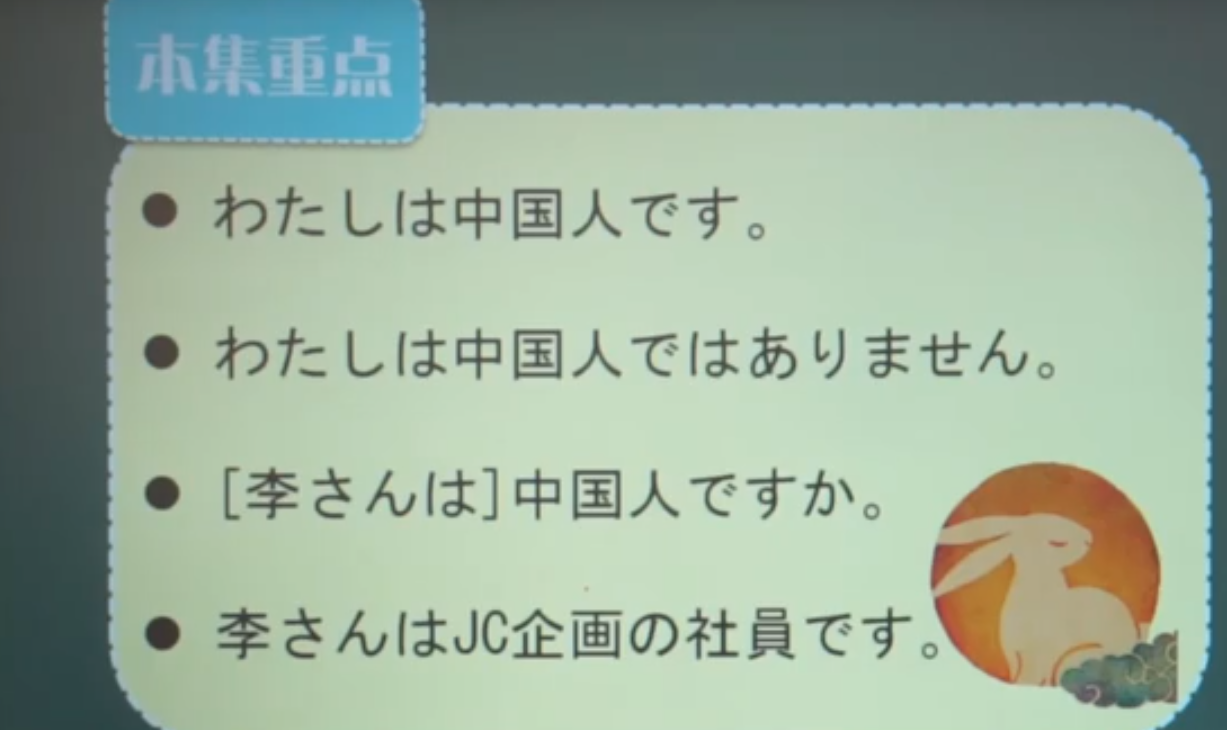 本集重点
● わたしは中国人です。
● わたしは中国人ではありません。
● [李さんは]中国人ですか。
● 李さんはJC企画の社員です。